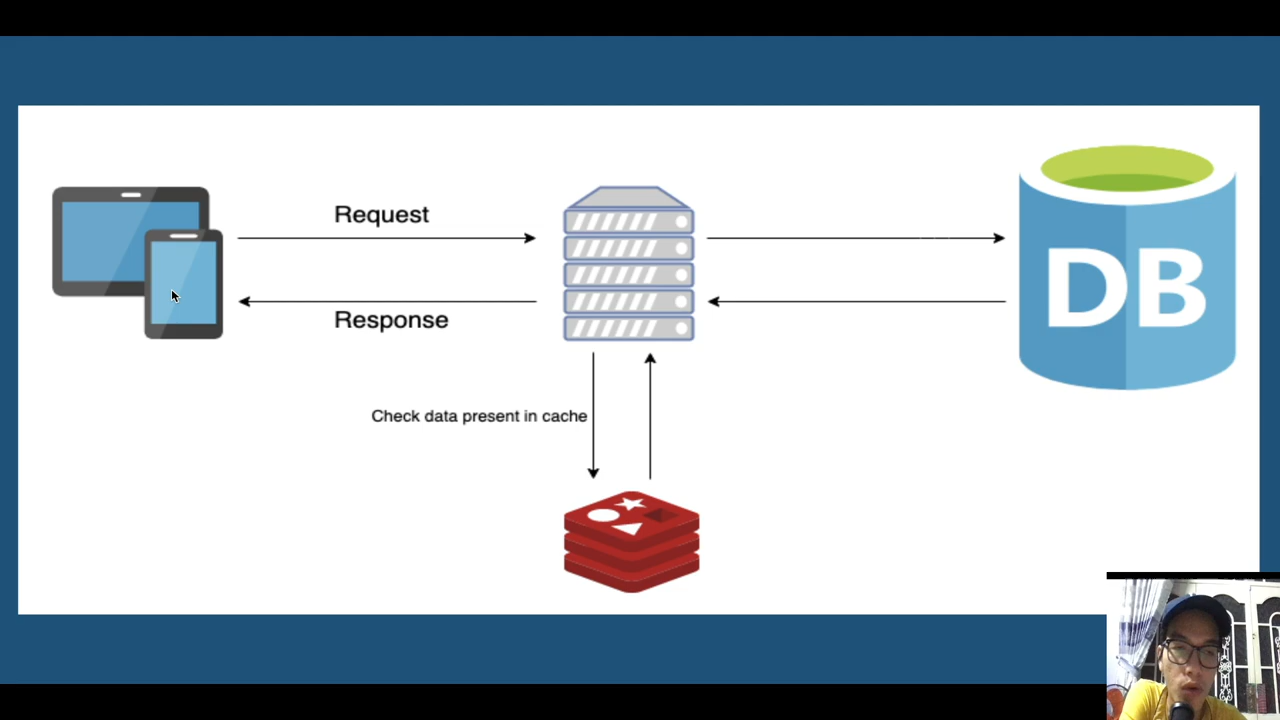 Request
Response
DB
Check data present in cache